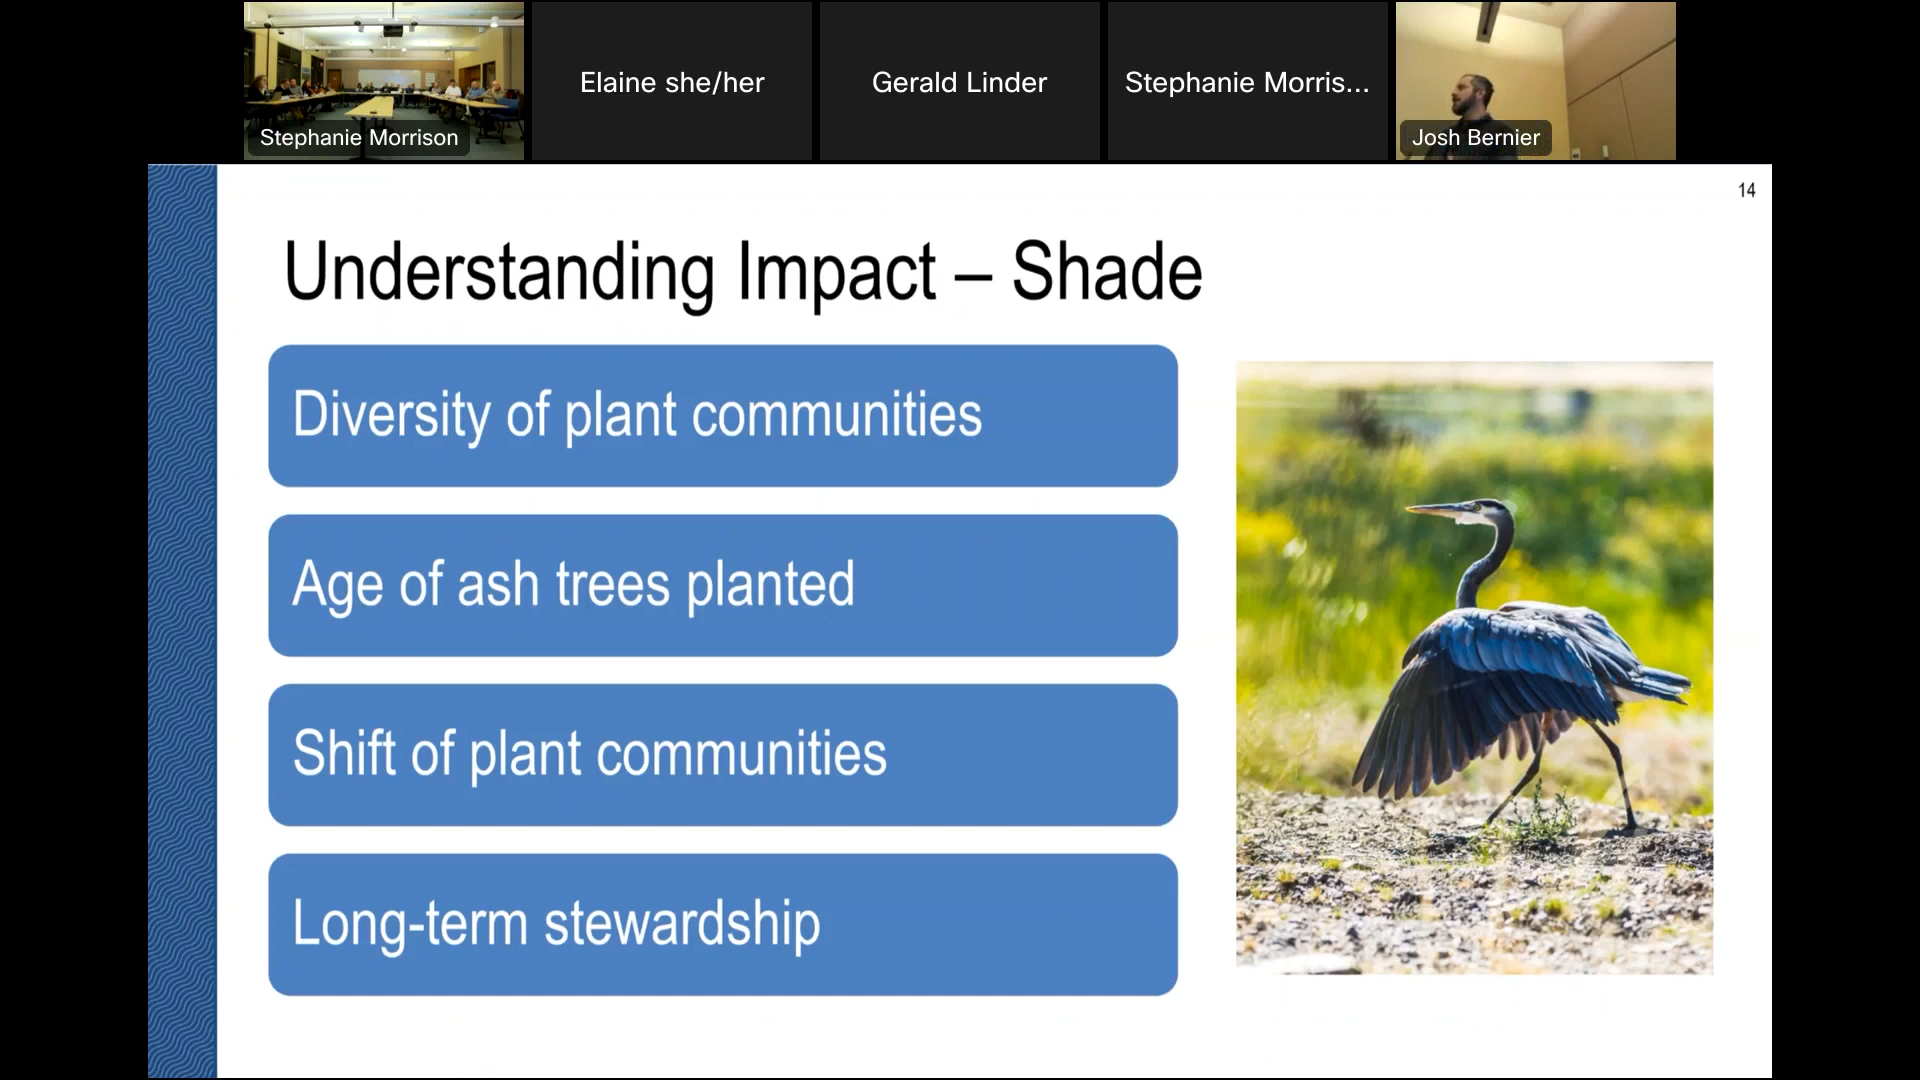 Stephanie Morrison
Elaine she/her
Gerald Linder
Stephanie Morris...
Josh Bernier
14
Understanding Impact – Shade
Diversity of plant communities
Age of ash trees planted
Shift of plant communities
Long-term stewardship